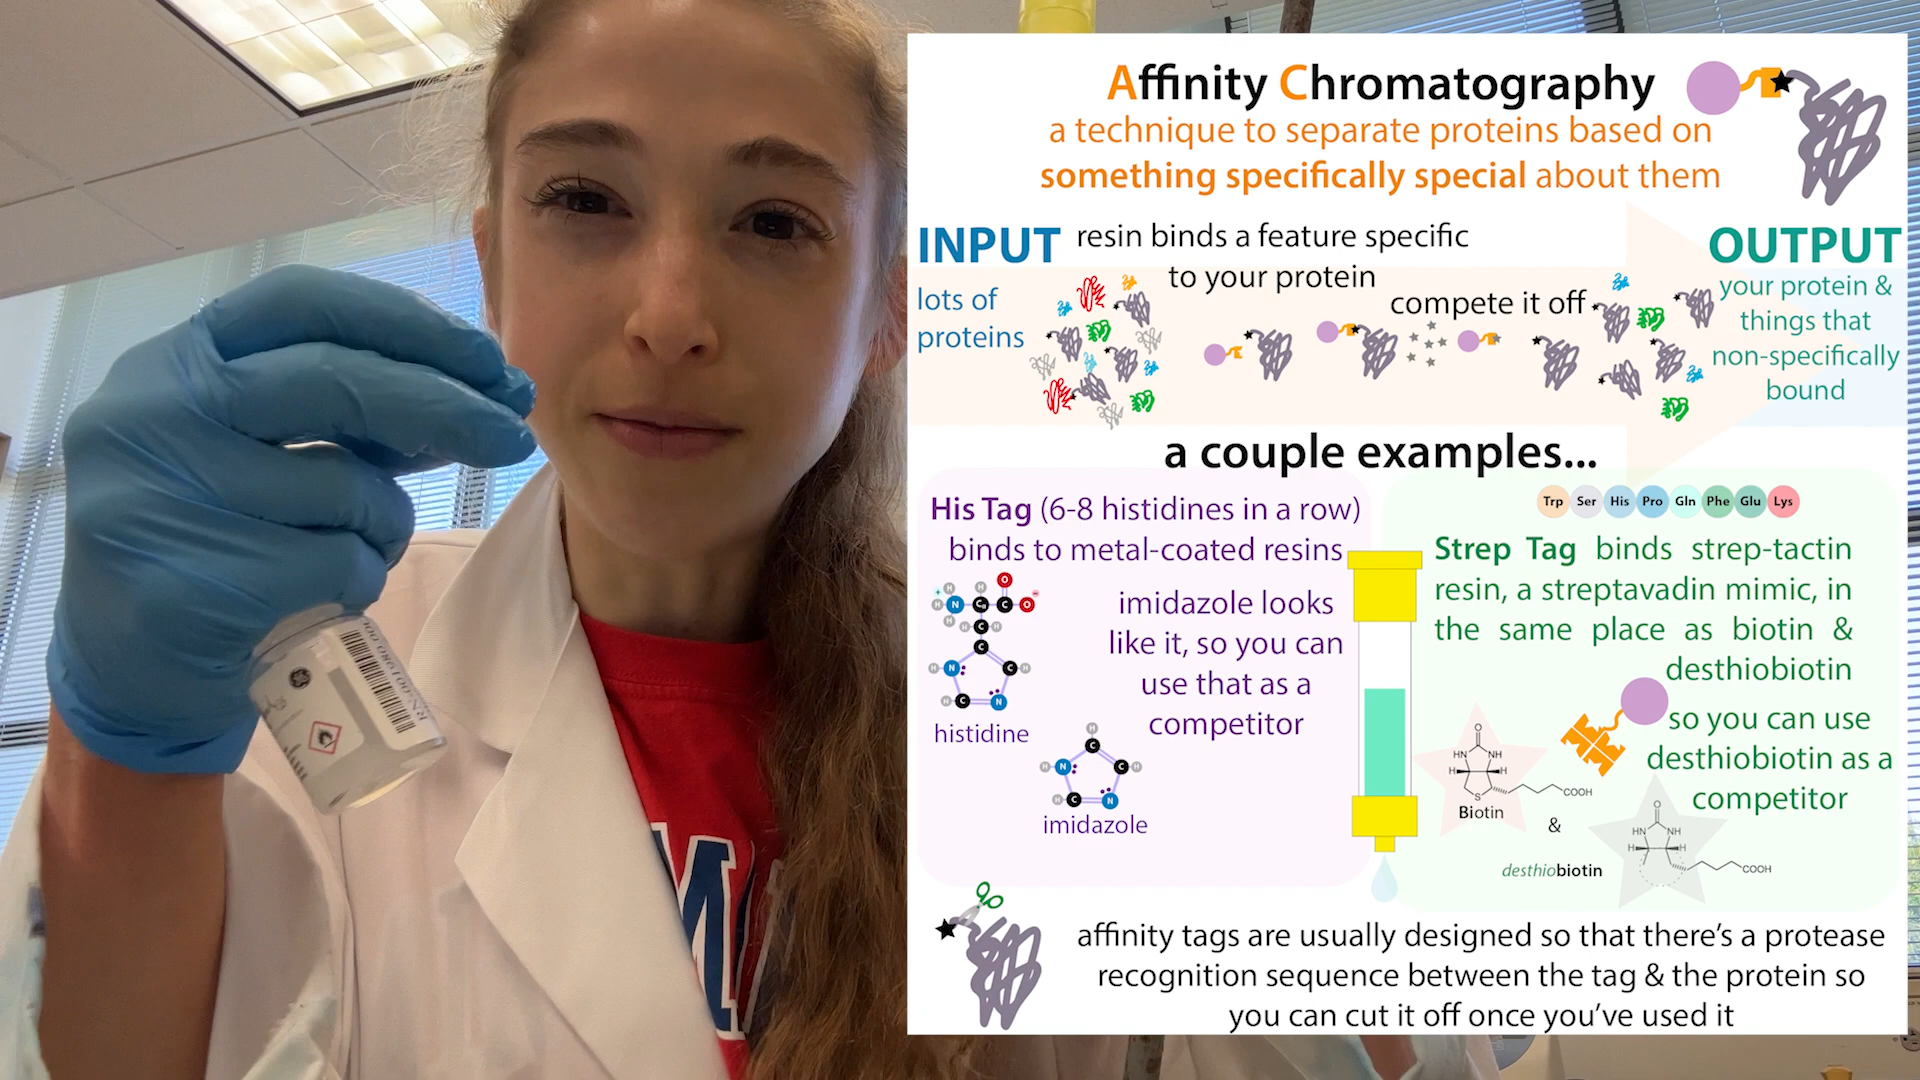 Affinity Chromatography
a technique to separate proteins based on
something specifically special about them
INPUT
lots of
proteins
resin binds a feature specific
to your protein
compete it off
OUTPUT
your protein &
things that
non-specifically
bound
a couple examples...
His Tag (6-8 histidines in a row)
binds to metal-coated resins
imidazole looks
like it, so you can
use that as a
competitor
histidine
imidazole
Trp Ser His Pro Gln Phe Glu Lys
Strep Tag binds strep-tactin
resin, a streptavadin mimic, in
the same place as biotin &
desthiobiotin
so you can use
desthiobiotin as a
competitor
Biotin
&
desthiobiotin
affinity tags are usually designed so that there's a protease
recognition sequence between the tag & the protein so
you can cut it off once you've used it